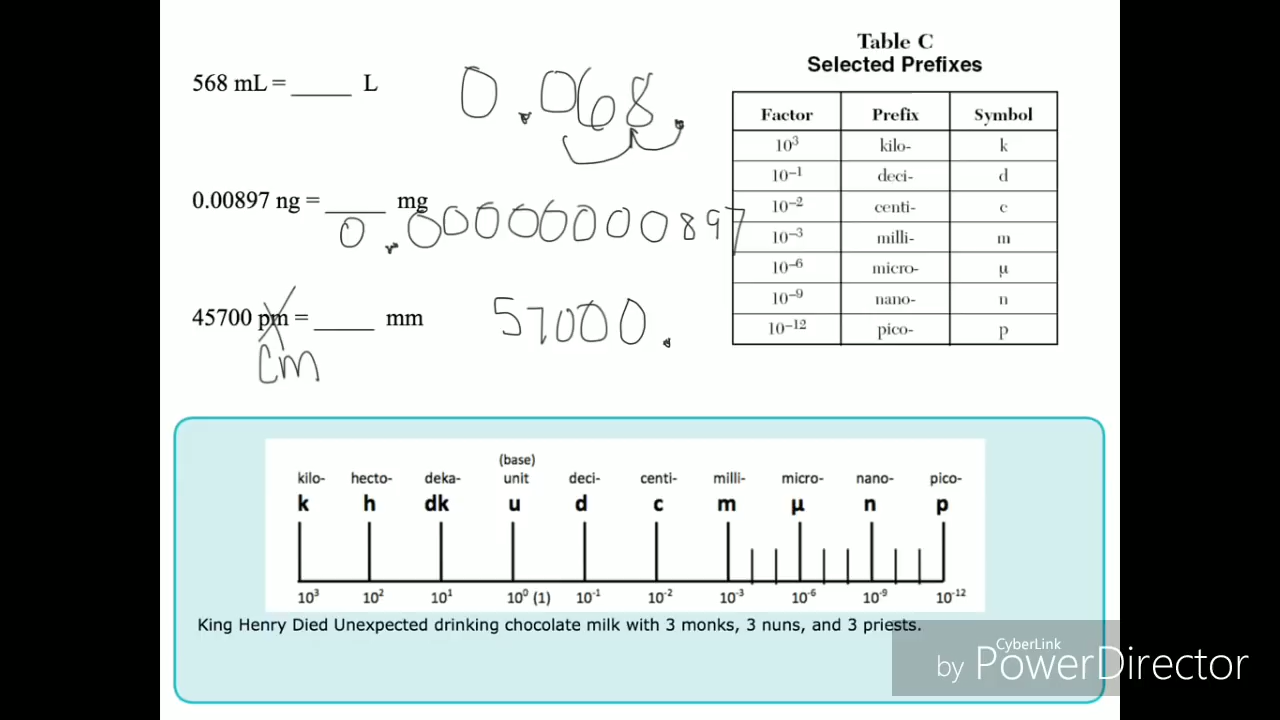 Table C
Selected Prefixes
568 mL = _____ L 0.068.
Factor Prefix Symbol
10³ kilo- k
10⁻¹ deci- d
10⁻² centi- c
10⁻³ milli- m
10⁻⁶ micro- μ
10⁻⁹ nano- n
10⁻¹² pico- p
0.00897 ng = _____ mg
0.00000000897
45700 pm = _____ mm 57000.
cm
(base)
kilo- hecto- deka- unit deci- centi- milli- micro- nano- pico-
k h dk u d c m μ n p
10³ 10² 10¹ 10⁰ (1) 10⁻¹ 10⁻² 10⁻³ 10⁻⁶ 10⁻⁹ 10⁻¹²
King Henry Died Unexpected drinking chocolate milk with 3 monks, 3 nuns, and 3 priests.
CyberLink
by PowerDirector